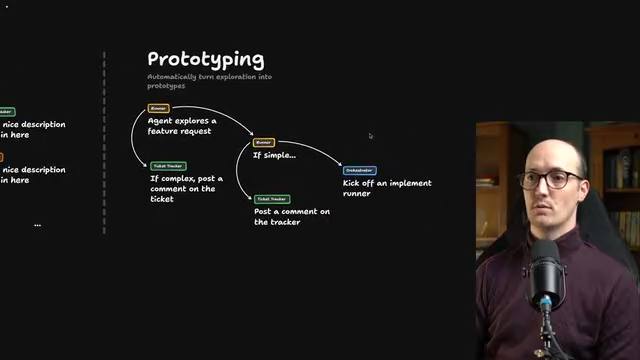 Prototyping
Automatically turn exploration into
prototypes
Runner
Agent explores a
feature request
Runner
If simple...
Ticket Tracker
If complex, post a
comment on the
ticket
Orchestrator
Kick off an implement
runner
Ticket Tracker
Post a comment on
the tracker
nice description
in here
nice description
in here
...